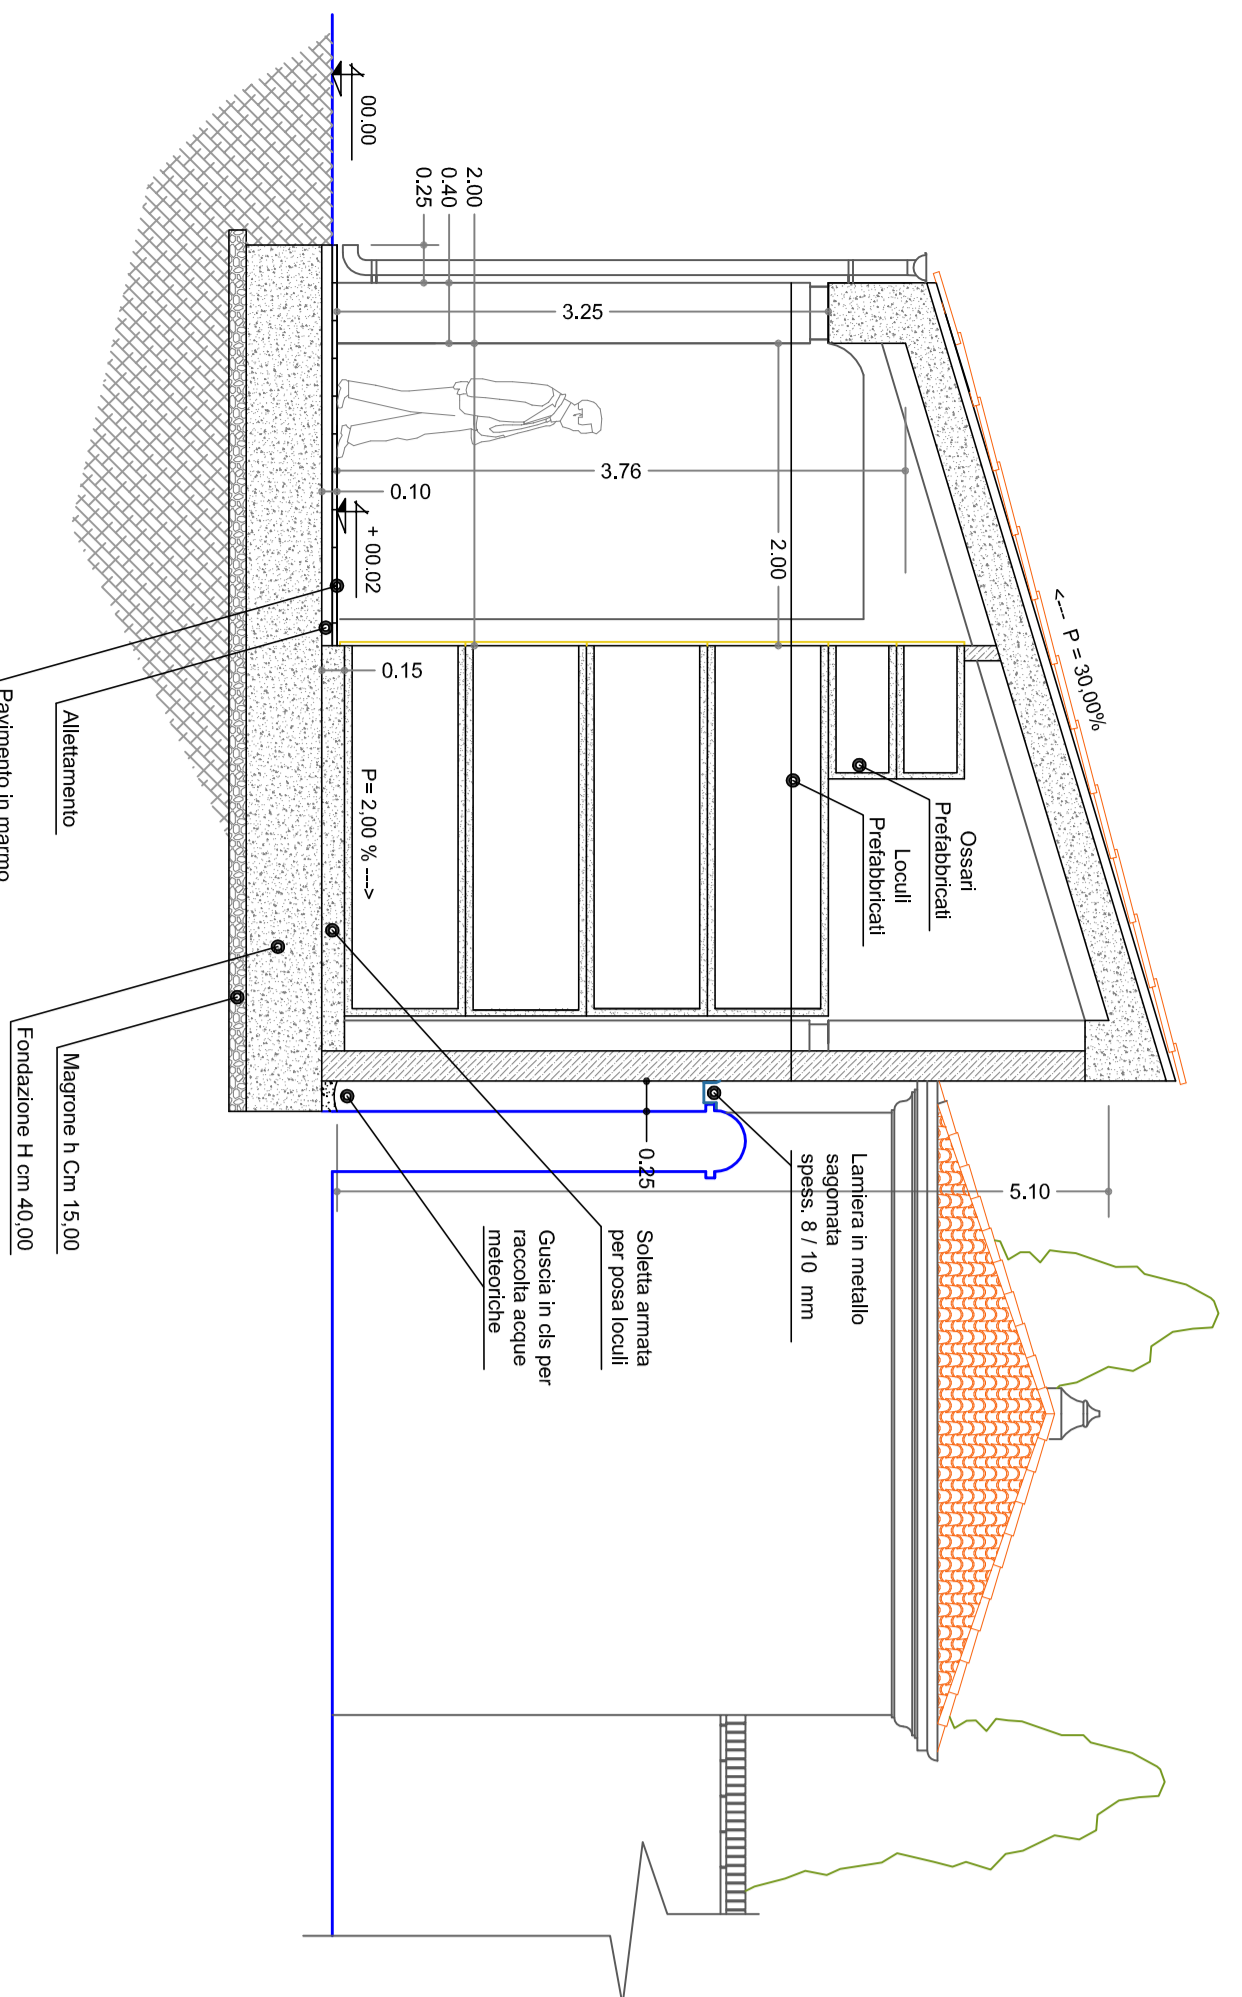 <---- P = 30,00%
Ossari
Prefabbricati
Loculi
Prefabbricati
3.25
3.76
2.00
2.00
0.40
0.25
00.00
0.10
+ 00.02
0.15
P= 2,00 % --->
5.10
0.25
Lamiera in metallo
sagomata
spess. 8 / 10 mm
Soletta armata
per posa loculi
Guscia in cls per
raccolta acque
meteoriche
Allettamento
Pavimento in marmo
Magrone h Cm 15,00
Fondazione H cm 40,00